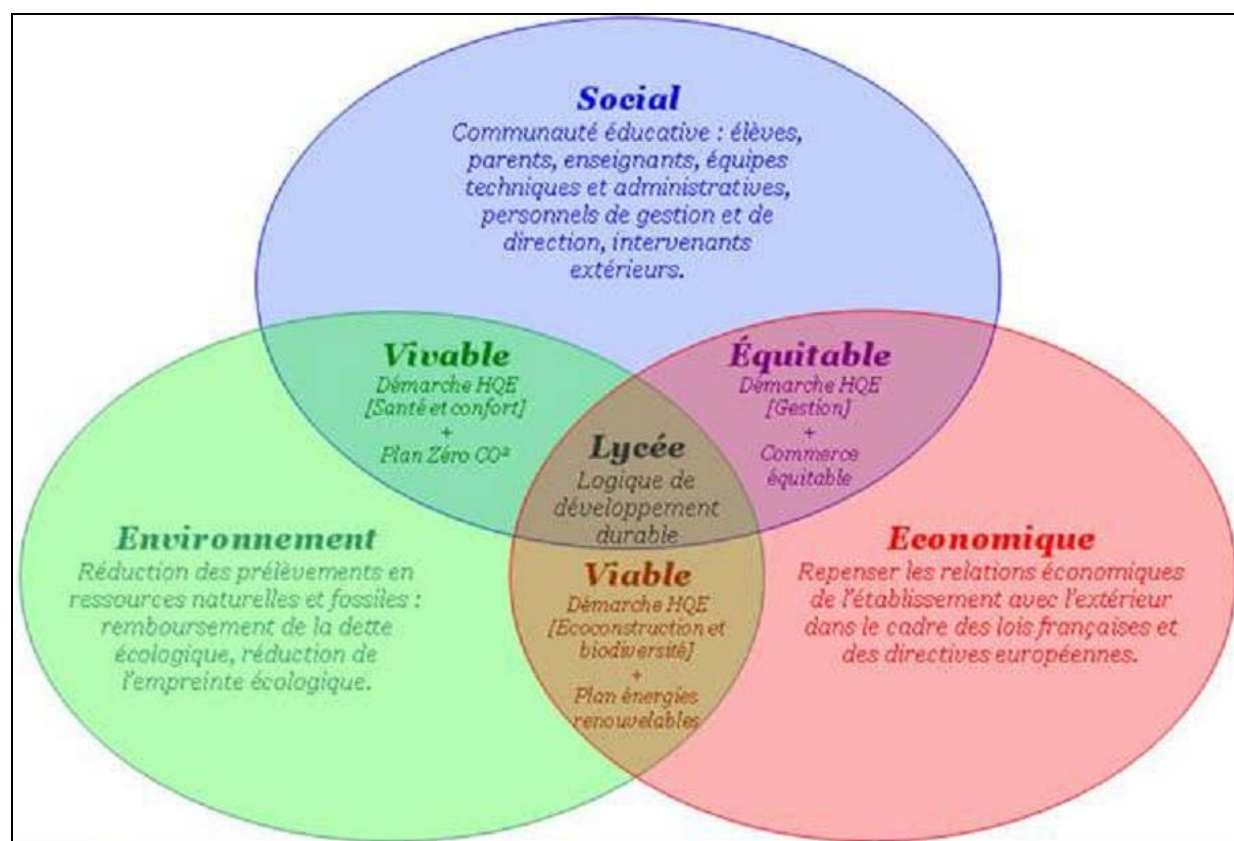 Social
Communauté éducative : élèves,
parents, enseignants, équipes
techniques et administratives,
personnels de gestion et de
direction, intervenants
extérieurs.
Vivable
Démarche HQE
[Santé et confort]
+
Plan Zéro CO²
Équitable
Démarche HQE
[Gestion]
+
Commerce
équitable
Lycée
Logique de
développement
durable
Environnement
Réduction des prélèvements en
ressources naturelles et fossiles :
remboursement de la dette
écologique, réduction de
l'empreinte écologique.
Viable
Démarche HQE
[Ecoconstruction et
biodiversité]
+
Plan énergies
renouvelables
Economique
Repenser les relations économiques
de l'établissement avec l'extérieur
dans le cadre des lois françaises et
des directives européennes.